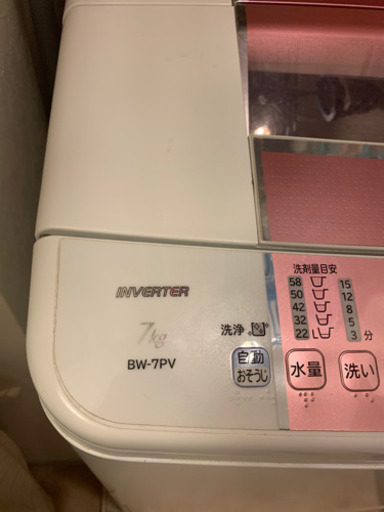 INVERTER
7kg
BW-7PV
洗浄
自動
おそうじ
洗剤量目安
58 15
50 12
42 8
32 5
22 L 3 分
水量
洗い